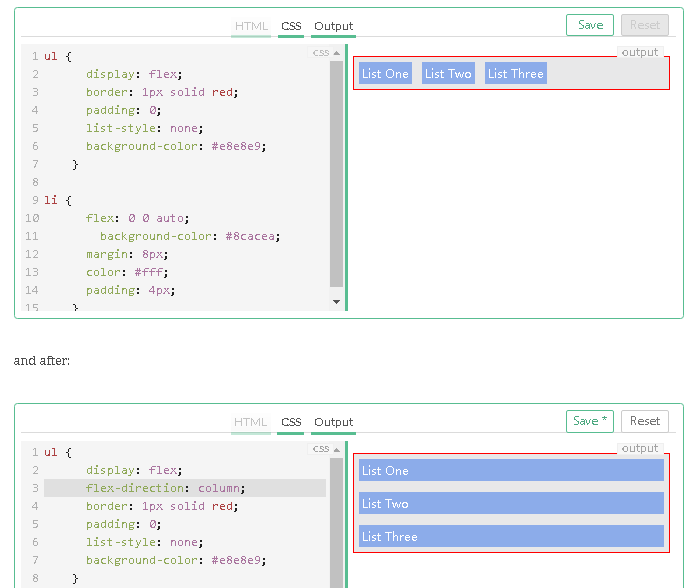 HTML CSS Output Save Reset
css output
1 ul {
2 display: flex;
3 border: 1px solid red;
4 padding: 0;
5 list-style: none;
6 background-color: #e8e8e9;
7 }
8
9 li {
10 flex: 0 0 auto;
11 background-color: #8cacea;
12 margin: 8px;
13 color: #fff;
14 padding: 4px;
15 }
List One List Two List Three
and after:
HTML CSS Output Save * Reset
css output
1 ul {
2 display: flex;
3 flex-direction: column;
4 border: 1px solid red;
5 padding: 0;
6 list-style: none;
7 background-color: #e8e8e9;
8 }
List One
List Two
List Three